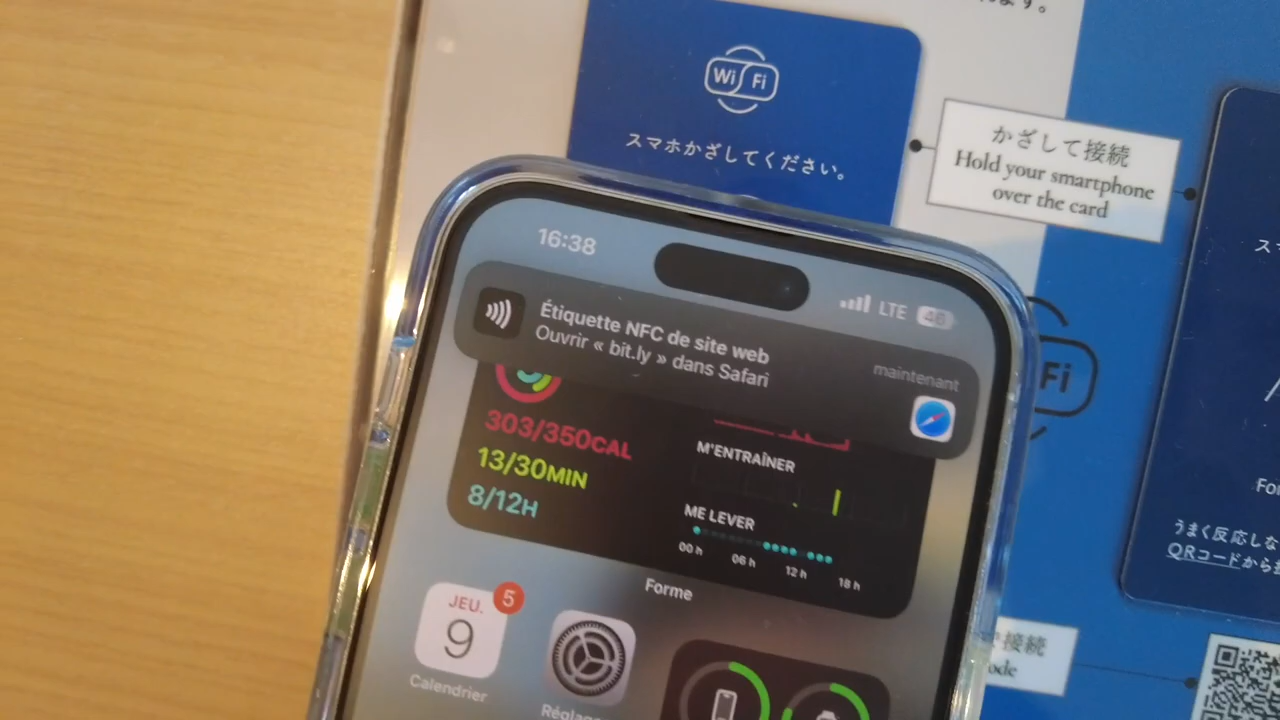 Wi Fi
スマホかざしてください。
かざして接続
Hold your smartphone
over the card
16:38
LTE
46
Étiquette NFC de site web
Ouvrir « bit.ly » dans Safari
maintenant
303/350CAL
13/30MIN
8/12H
M'ENTRAÎNER
ME LEVER
00 h
06 h
12 h
18 h
Forme
JEU.
9
5
Calendrier
Fi
うまく反応しな
QRコードから
接続